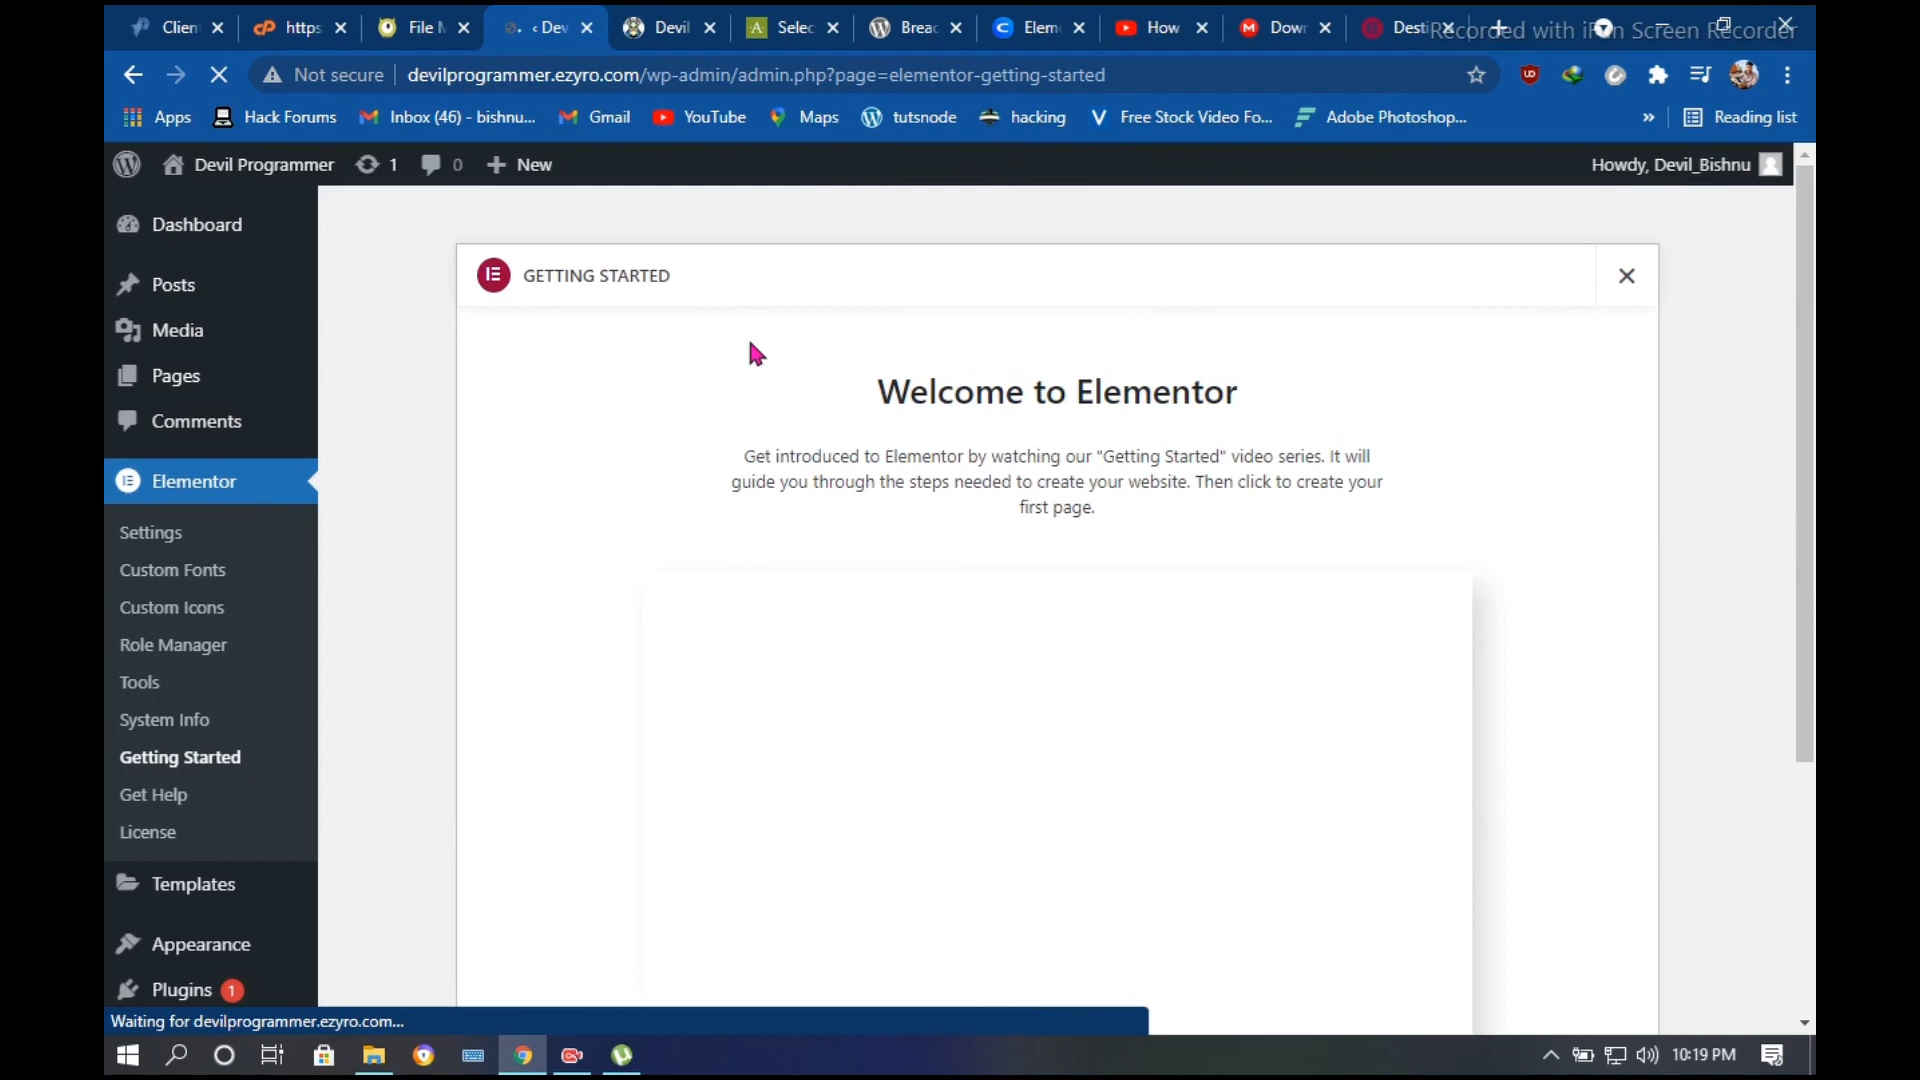 Client
https
File M
‹ Dev
Devil
Selec
Breac
Elem
How
Dow
Desti
Recorded with iFun Screen Recorder
Not secure
devilprogrammer.ezyro.com/wp-admin/admin.php?page=elementor-getting-started
Apps
Hack Forums
Inbox (46) - bishnu...
Gmail
YouTube
Maps
tutsnode
hacking
Free Stock Video Fo...
Adobe Photoshop...
»
Reading list
Devil Programmer
1
0
New
Howdy, Devil_Bishnu
Dashboard
Posts
Media
Pages
Comments
Elementor
Settings
Custom Fonts
Custom Icons
Role Manager
Tools
System Info
Getting Started
Get Help
License
Templates
Appearance
Plugins 1
GETTING STARTED
Welcome to Elementor
Get introduced to Elementor by watching our "Getting Started" video series. It will
guide you through the steps needed to create your website. Then click to create your
first page.
Waiting for devilprogrammer.ezyro.com...
10:19 PM